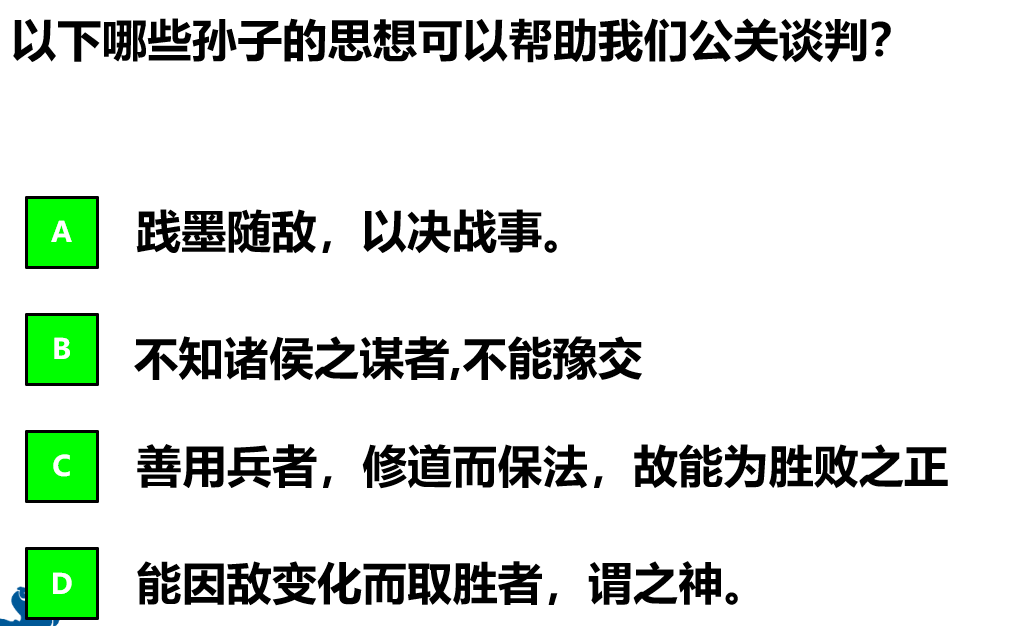 以下哪些孙子的思想可以帮助我们公关谈判?
A 践墨随敌，以决战事。
B 不知诸侯之谋者,不能豫交
C 善用兵者，修道而保法，故能为胜败之正
D 能因敌变化而取胜者，谓之神。